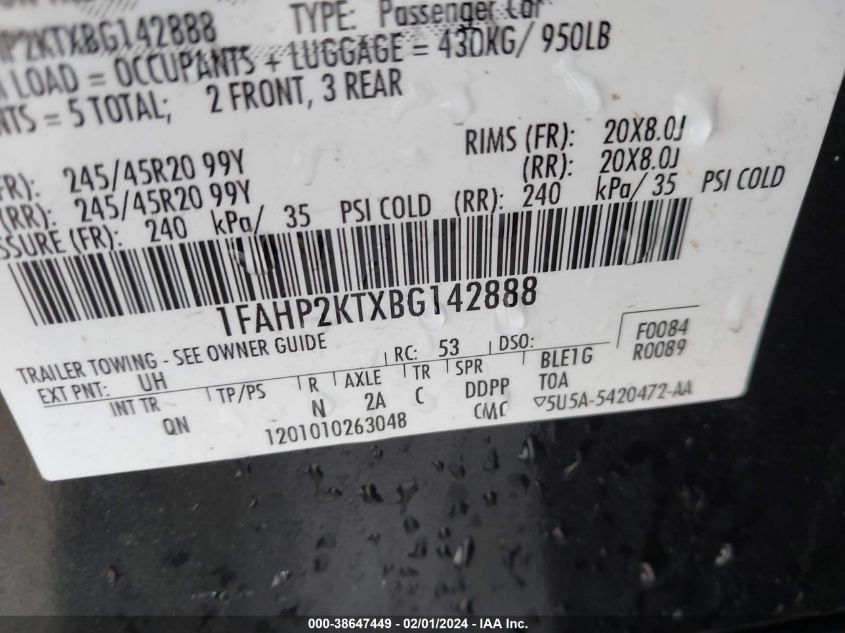 TYPE: Passenger Car
HP2KTXBG142888
LOAD = OCCUPANTS + LUGGAGE = 430KG/ 950LB
NTS = 5 TOTAL; 2 FRONT, 3 REAR
RIMS (FR): 20X8.0J
FR): 245/45R20 99Y (RR): 20X8.0J
(RR): 245/45R20 99Y
SSURE (FR): 240 kPa/ 35 PSI COLD (RR): 240 kPa/ 35 PSI COLD
1FAHP2KTXBG142888
TRAILER TOWING - SEE OWNER GUIDE
EXT PNT: UH RC: 53 DSO: F0084
INT TR TP/PS R AXLE TR SPR BLE1G R0089
QN N 2A C DDPP TOA
1201010263048 CMC ▽5U5A-5420472-AA
000-38647449 - 02/01/2024 - IAA Inc.